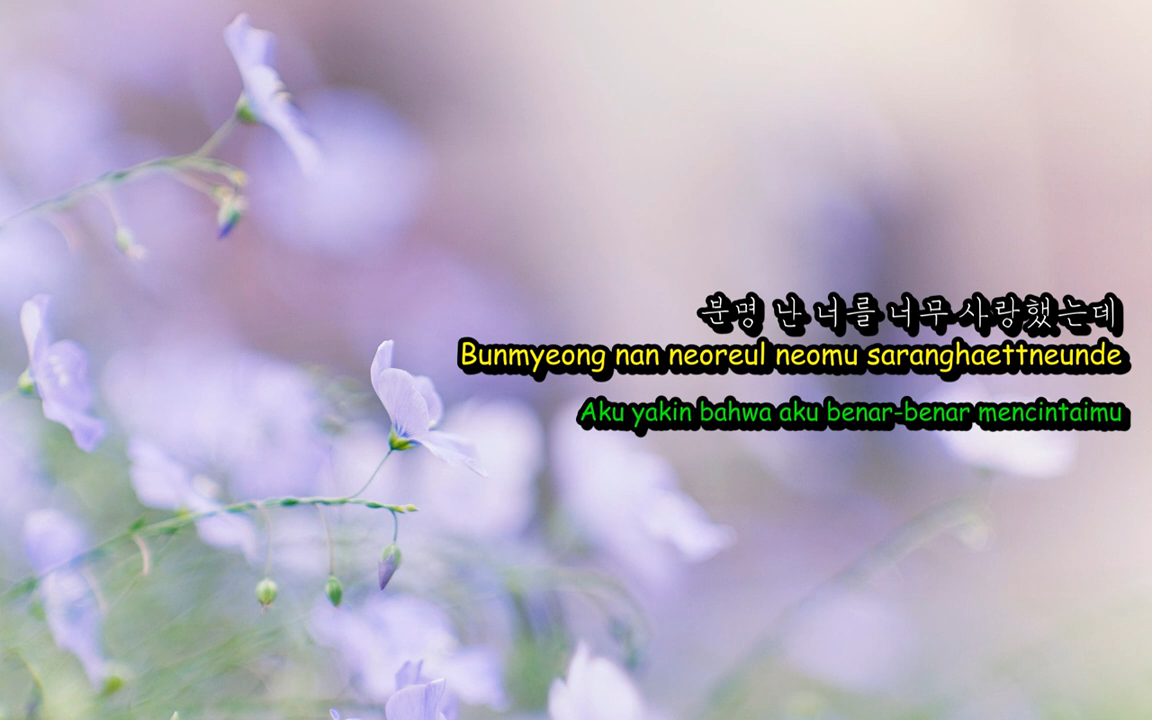 분명 난 너를 너무 사랑했는데
Bunmyeong nan neoreul neomu saranghaettneunde
Aku yakin bahwa aku benar-benar mencintaimu